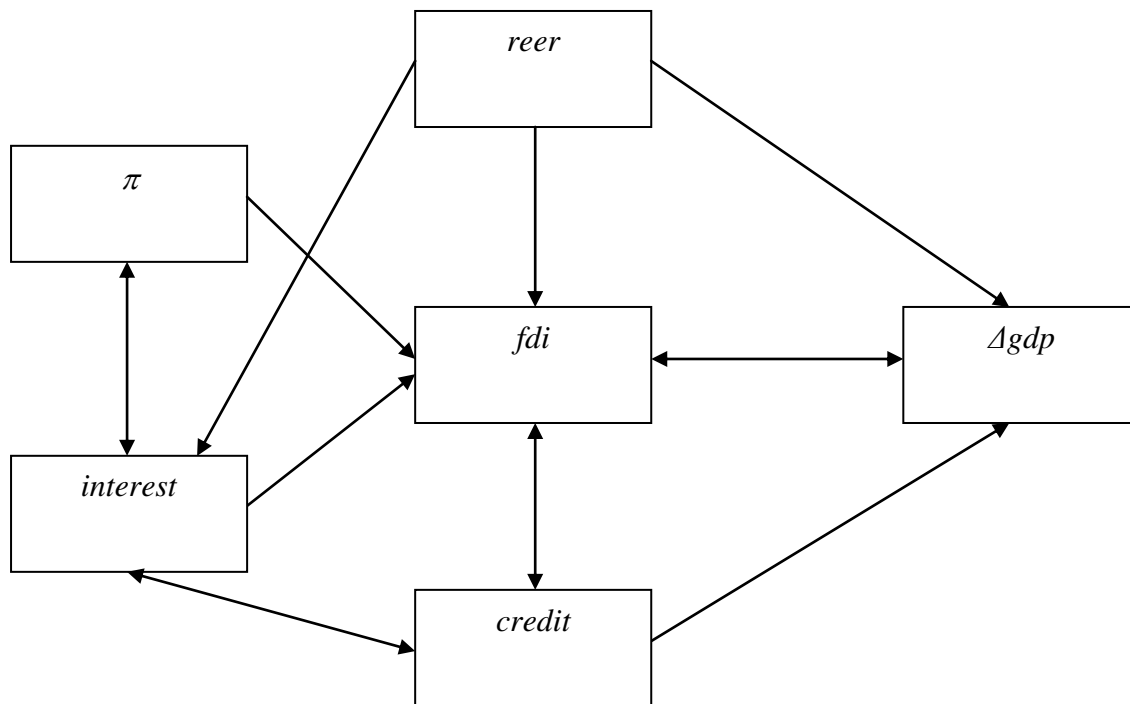 reer
π
fdi
Δgdp
interest
credit